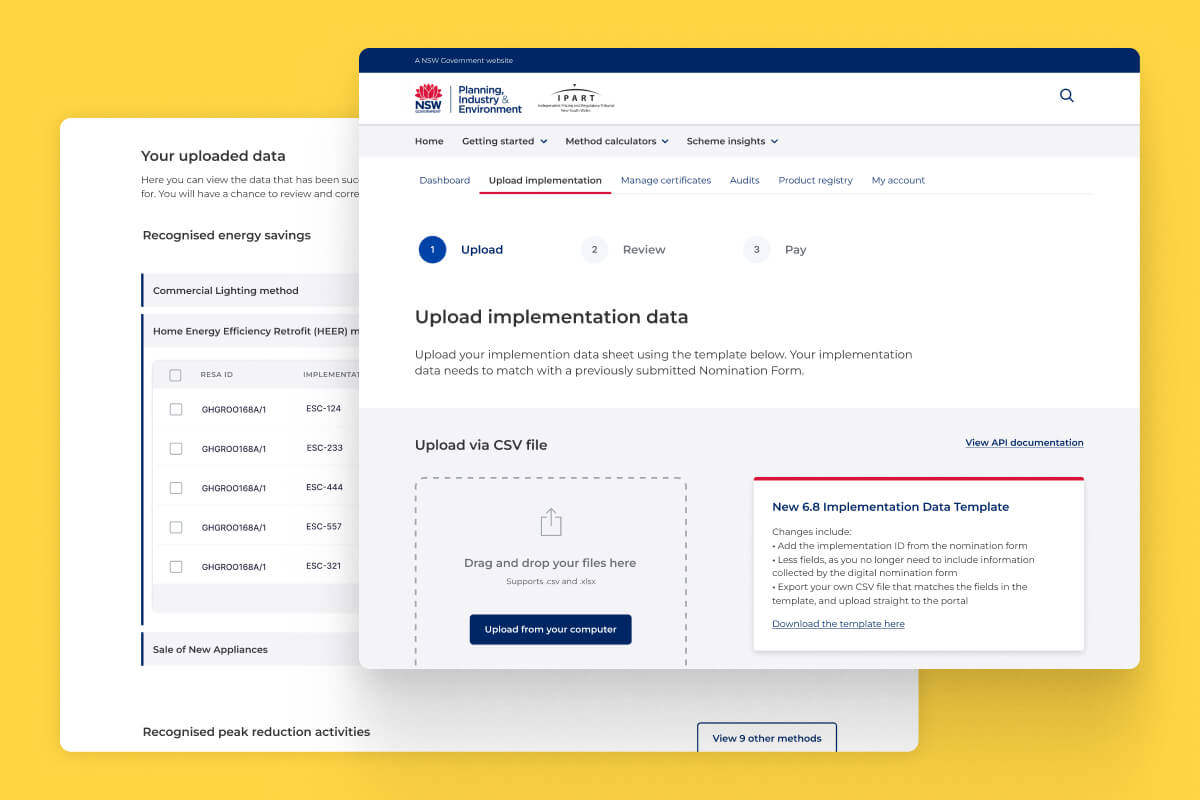 A NSW Government website
NSW
GOVERNMENT
Planning,
Industry &
Environment
IPART
Independent Pricing and Regulatory Tribunal
New South Wales
Home
Getting started
Method calculators
Scheme insights
Dashboard
Upload implementation
Manage certificates
Audits
Product registry
My account
1
Upload
2
Review
3
Pay
Upload implementation data
Upload your implemention data sheet using the template below. Your implementation
data needs to match with a previously submitted Nomination Form.
Upload via CSV file
View API documentation
Drag and drop your files here
Supports .csv and .xlsx
Upload from your computer
New 6.8 Implementation Data Template
Changes include:
• Add the implementation ID from the nomination form
• Less fields, as you no longer need to include information
collected by the digital nomination form
• Export your own CSV file that matches the fields in the
template, and upload straight to the portal
Download the template here
Your uploaded data
Here you can view the data that has been suc
for. You will have a chance to review and corre
Recognised energy savings
Commercial Lighting method
Home Energy Efficiency Retrofit (HEER) m
RESA ID IMPLEMENTAT
GHGROO168A/1 ESC-124
GHGROO168A/1 ESC-233
GHGROO168A/1 ESC-444
GHGROO168A/1 ESC-557
GHGROO168A/1 ESC-321
Sale of New Appliances
Recognised peak reduction activities
View 9 other methods